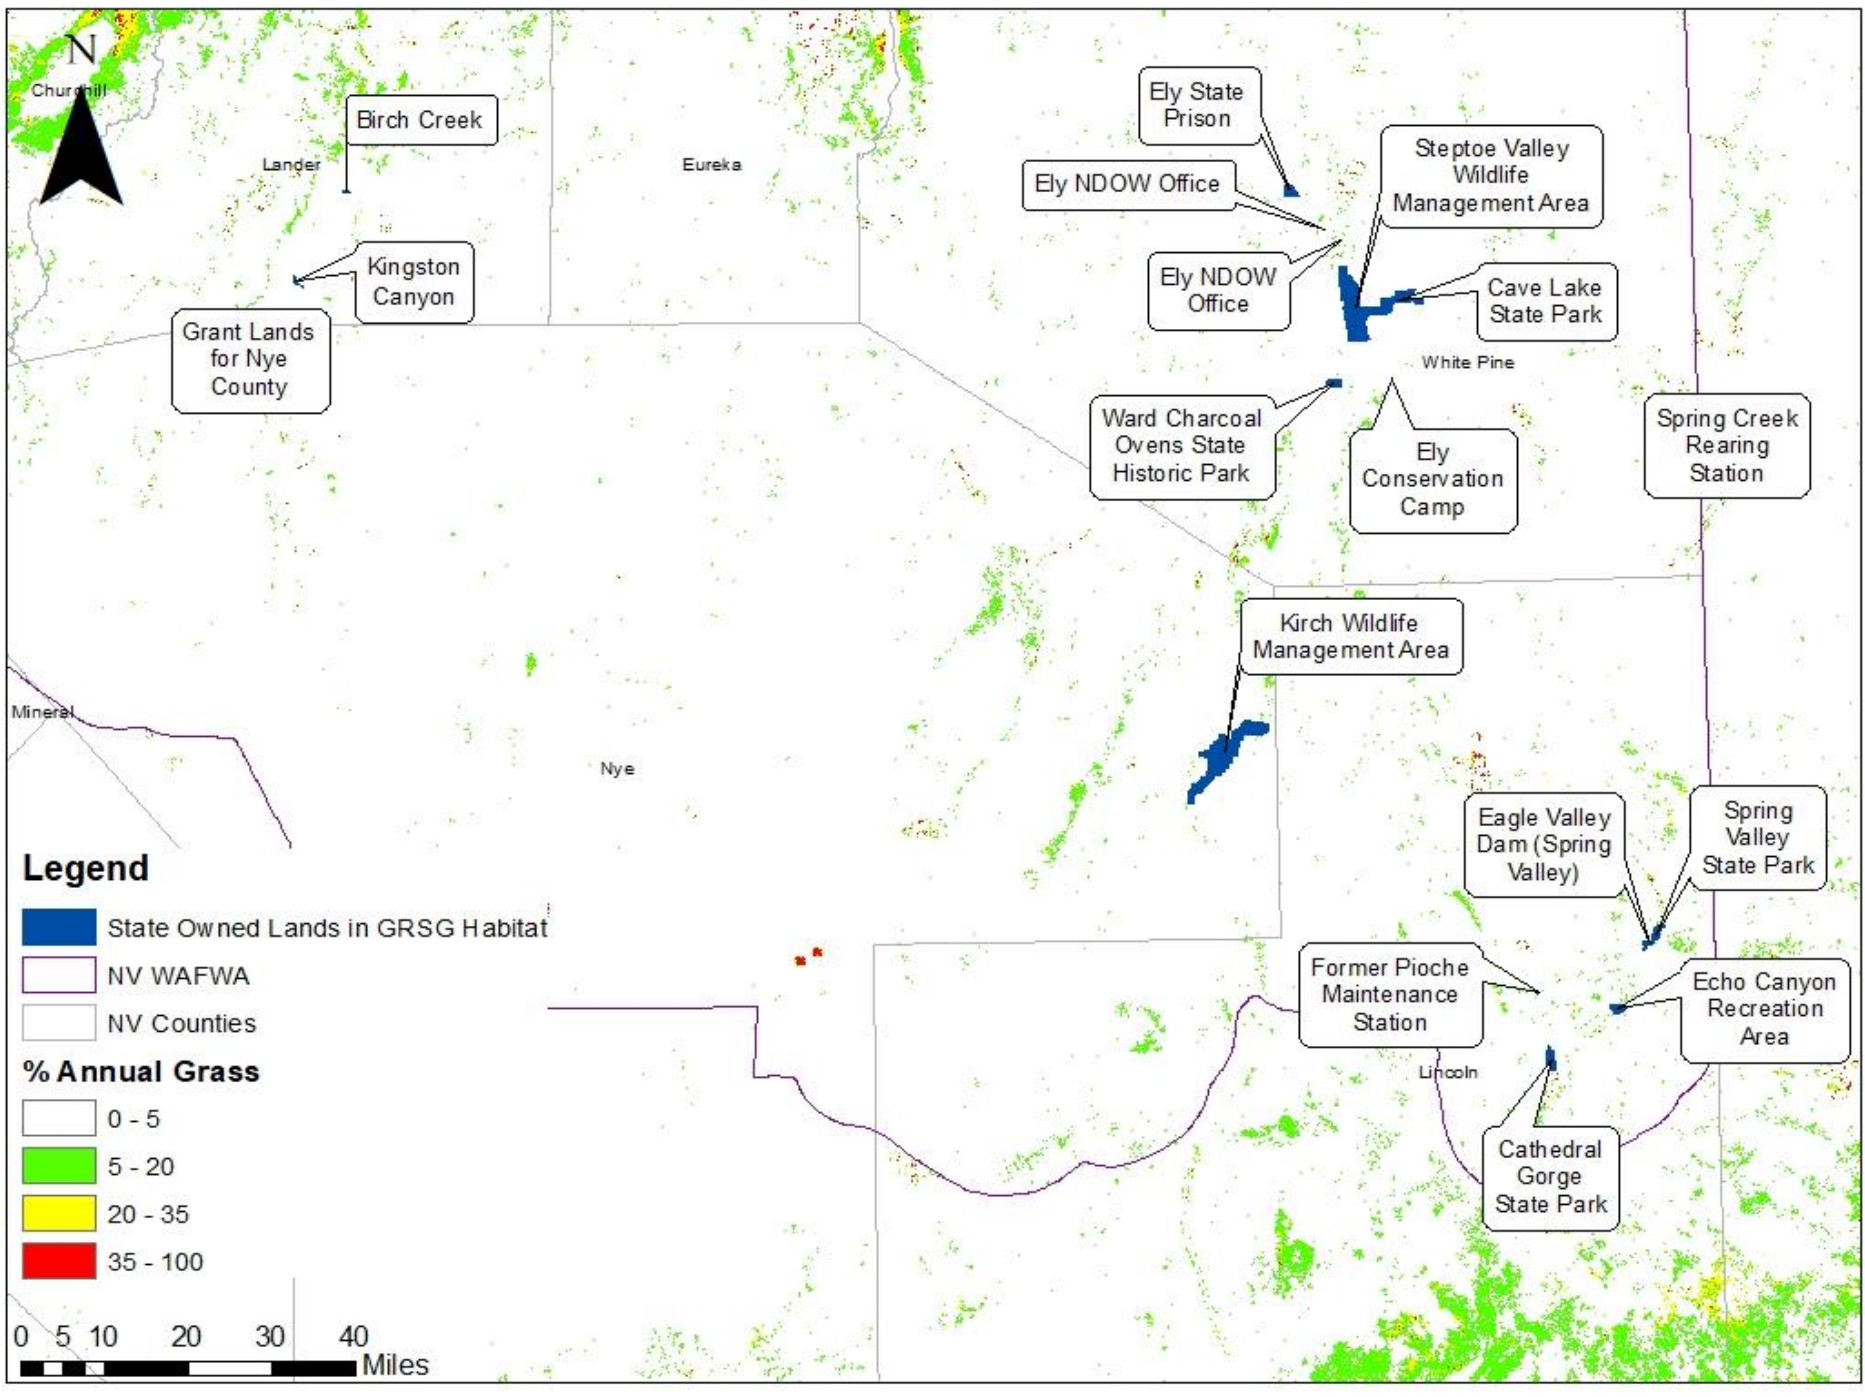 N
Churchill
Birch Creek
Lander
Eureka
Ely State
Prison
Steptoe Valley
Wildlife
Management Area
Ely NDOW Office
Kingston
Canyon
Ely NDOW
Office
Cave Lake
State Park
Grant Lands
for Nye
County
White Pine
Ward Charcoal
Ovens State
Historic Park
Ely
Conservation
Camp
Spring Creek
Rearing
Station
Kirch Wildlife
Management Area
Mineral
Nye
Eagle Valley
Dam (Spring
Valley)
Spring
Valley
State Park
Former Pioche
Maintenance
Station
Echo Canyon
Recreation
Area
Lincoln
Cathedral
Gorge
State Park
Legend
State Owned Lands in GRSG Habitat
NV WAFWA
NV Counties
% Annual Grass
0 - 5
5 - 20
20 - 35
35 - 100
0 5 10 20 30 40
Miles